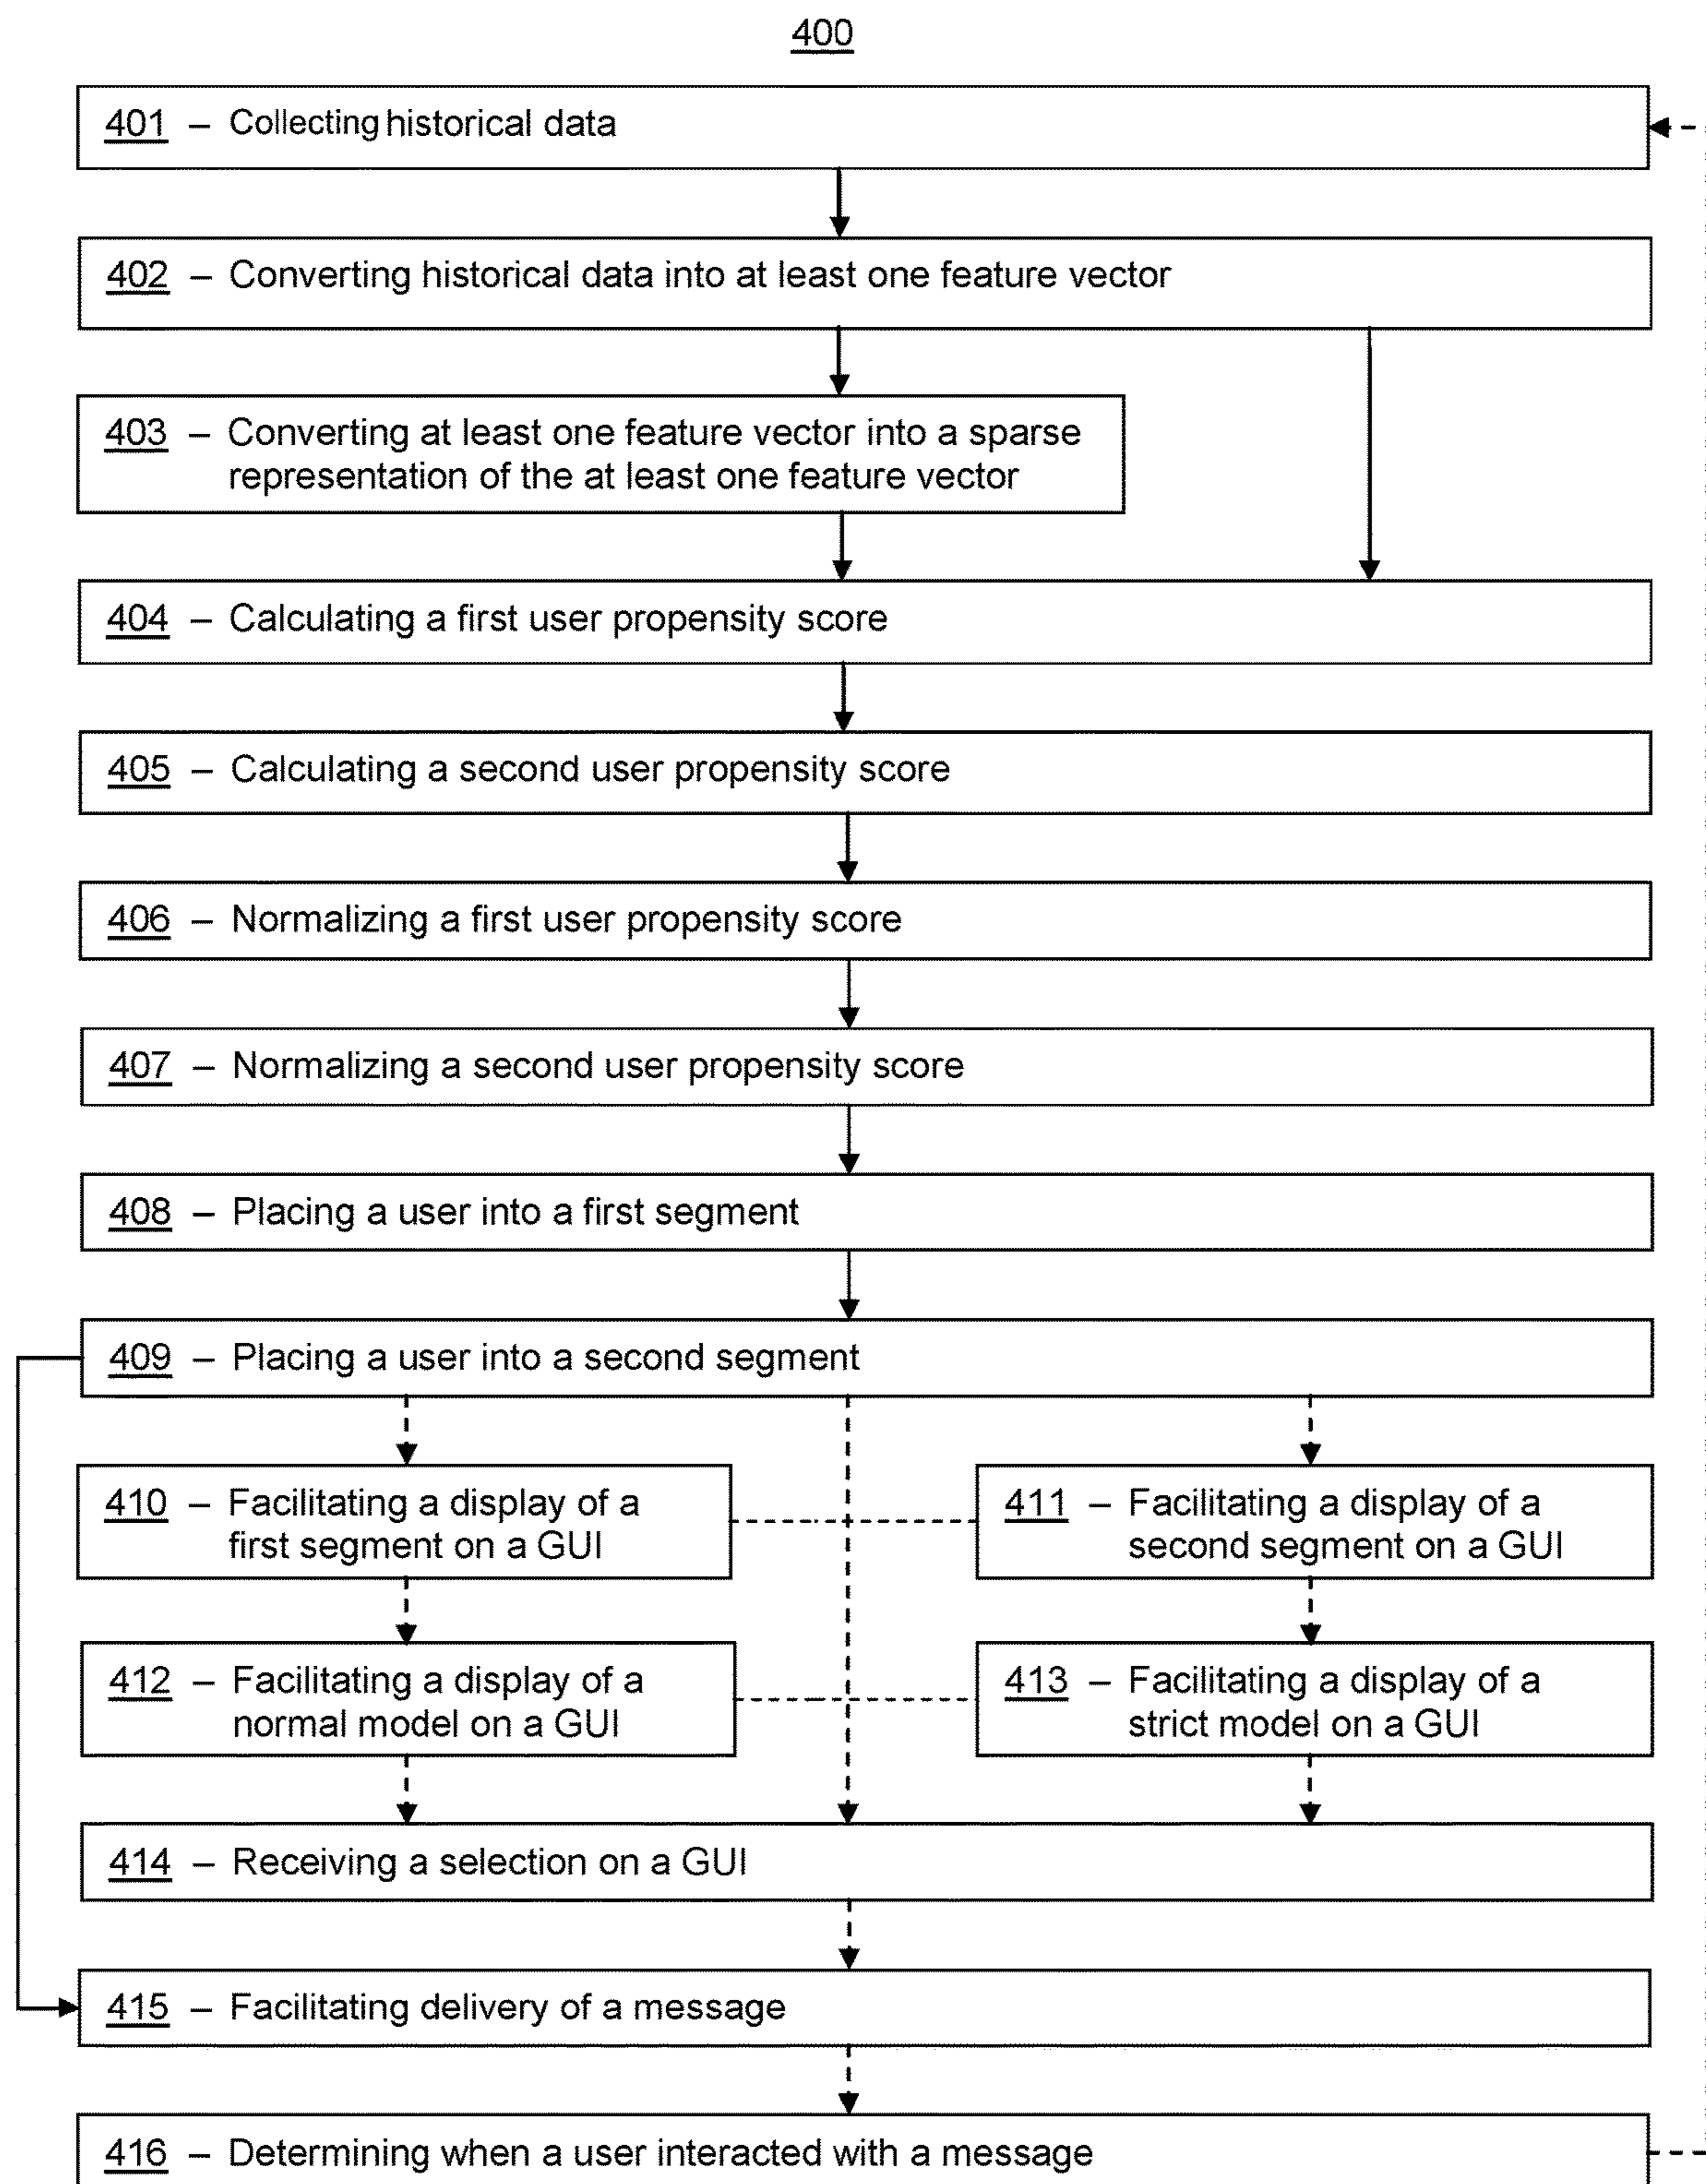 400
401 – Collecting historical data
402 – Converting historical data into at least one feature vector
403 – Converting at least one feature vector into a sparse
representation of the at least one feature vector
404 – Calculating a first user propensity score
405 – Calculating a second user propensity score
406 – Normalizing a first user propensity score
407 – Normalizing a second user propensity score
408 – Placing a user into a first segment
409 – Placing a user into a second segment
410 – Facilitating a display of a
first segment on a GUI
411 – Facilitating a display of a
second segment on a GUI
412 – Facilitating a display of a
normal model on a GUI
413 – Facilitating a display of a
strict model on a GUI
414 – Receiving a selection on a GUI
415 – Facilitating delivery of a message
416 – Determining when a user interacted with a message